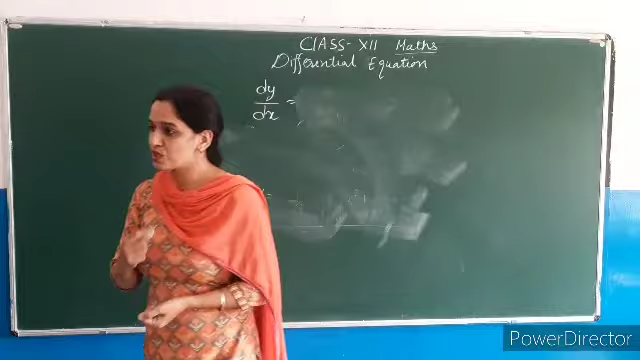 CLASS- XII Maths
Differential Equation
dy
dx =
PowerDirector